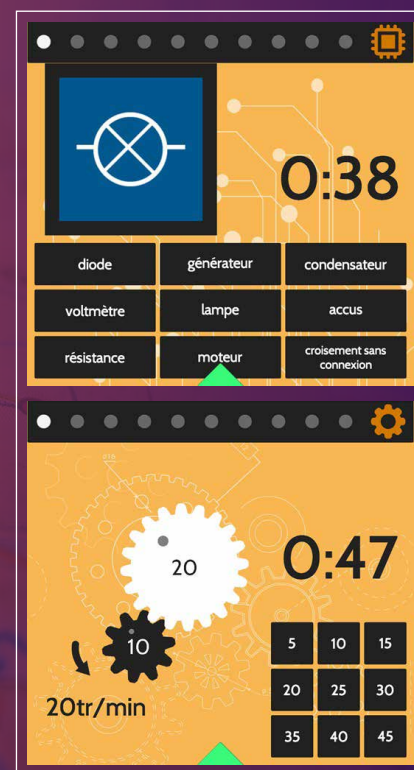 0:38
diode générateur condensateur
voltmètre lampe accus
résistance moteur croisement sans
connexion
20
0:47
10
5 10 15
20 25 30
20tr/min
35 40 45